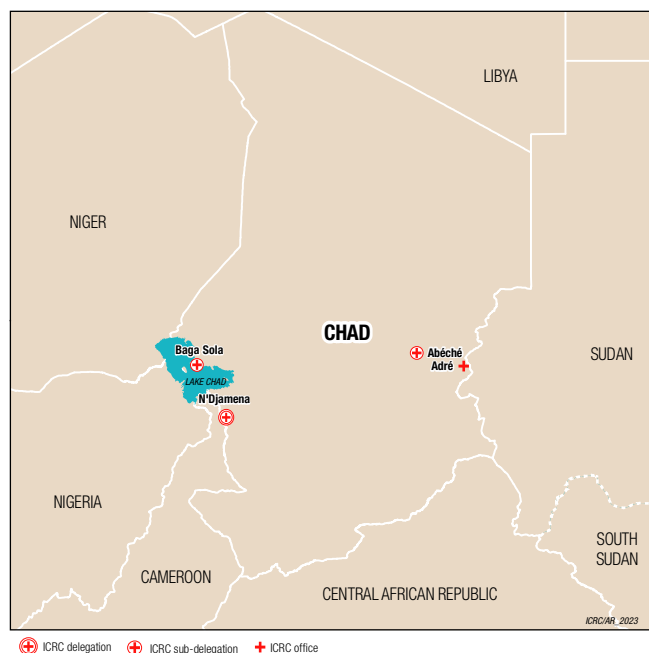 LIBYA
NIGER
CHAD
Baga Sola
Abéché
Adré
SUDAN
LAKE CHAD
N'Djamena
NIGERIA
SOUTH
SUDAN
CAMEROON
CENTRAL AFRICAN REPUBLIC
ICRC/AR_2023
ICRC delegation
ICRC sub-delegation
ICRC office